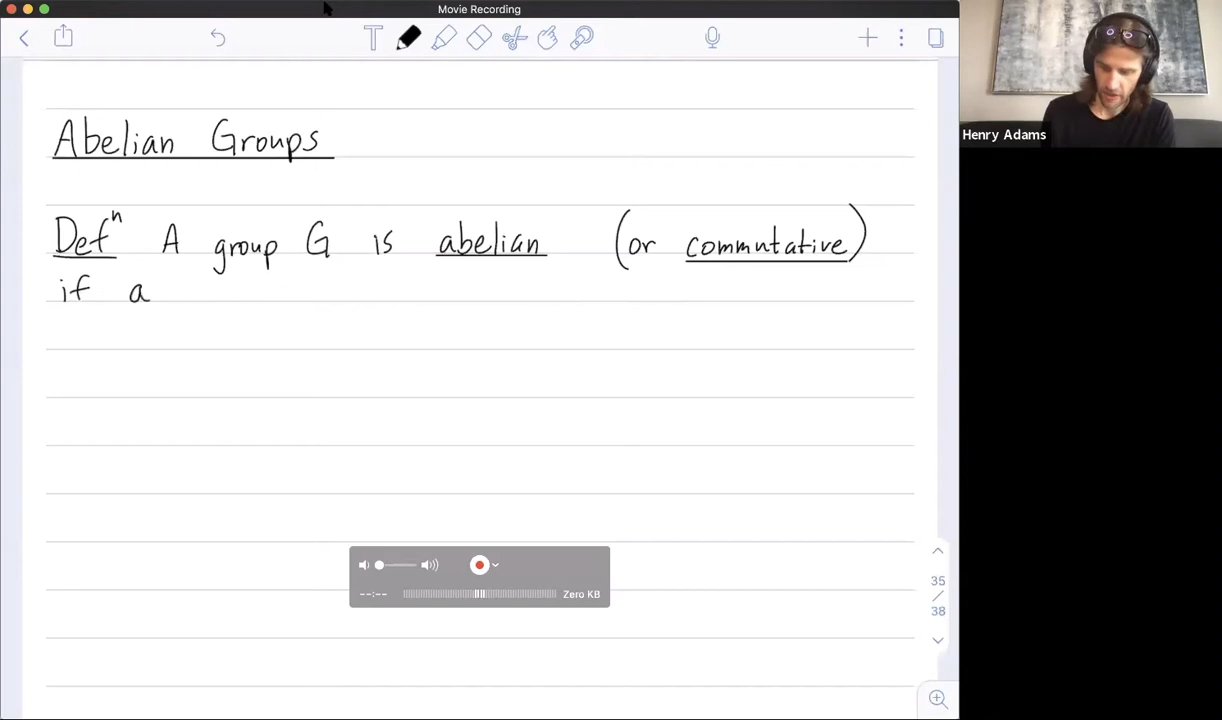 Movie Recording
Henry Adams
Abelian Groups
Defⁿ A group G is abelian (or commutative)
if a
--:-- Zero KB
35
/
38